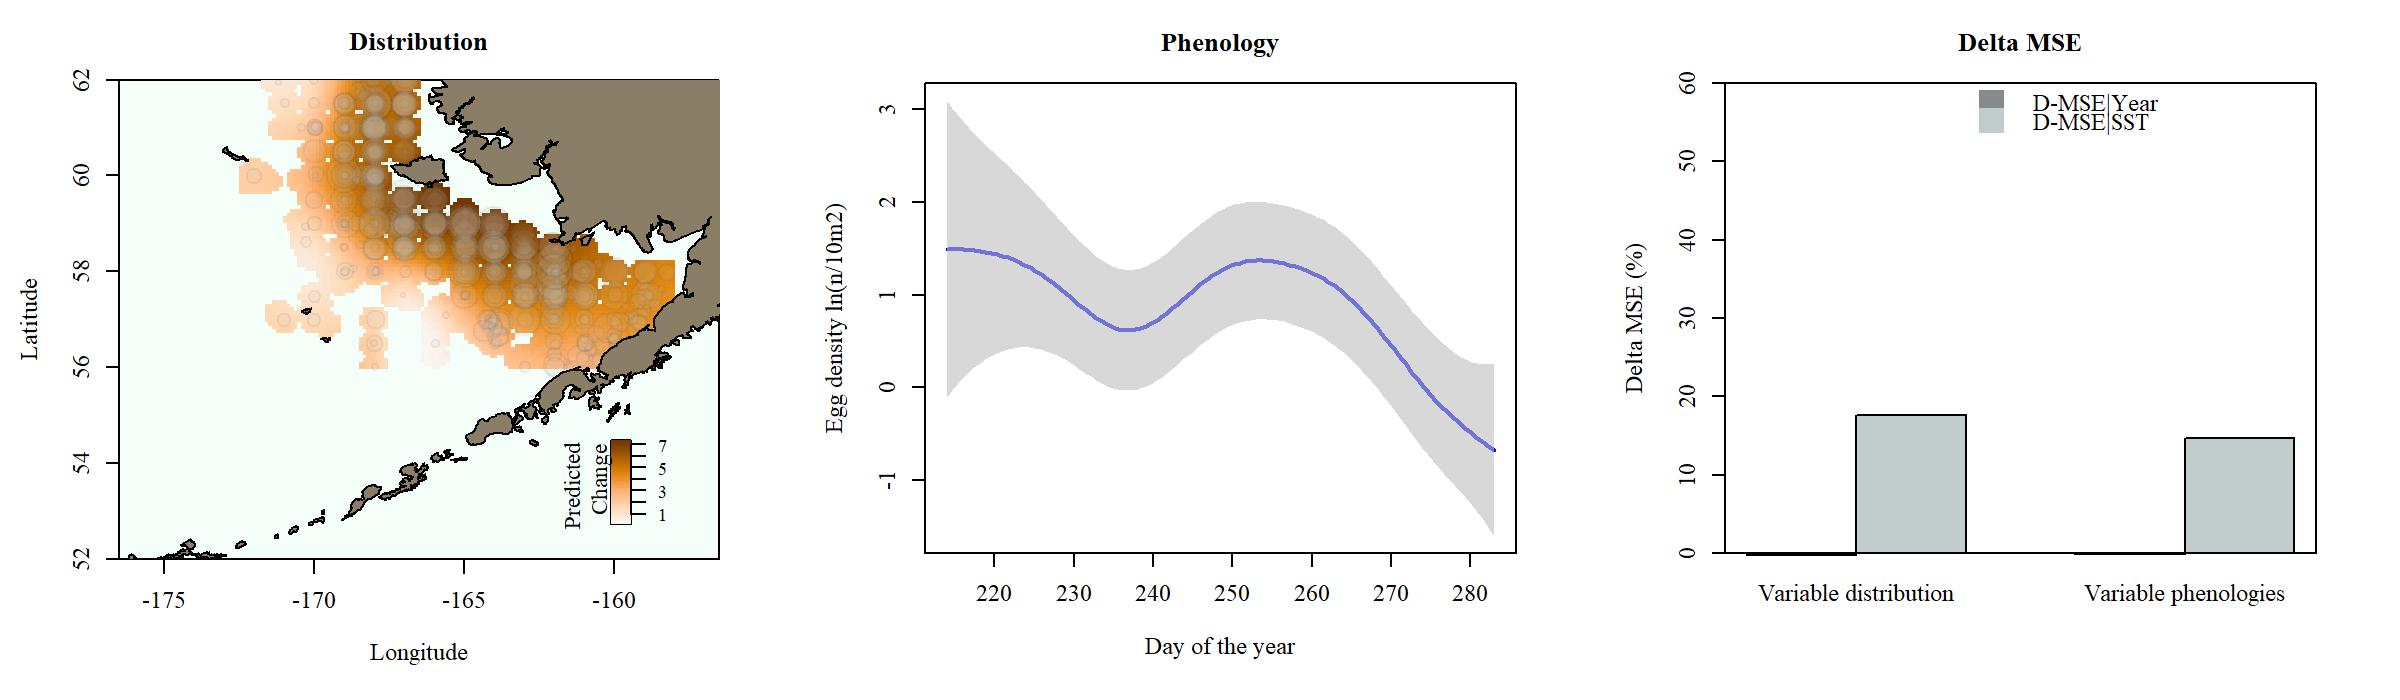 Distribution
Latitude
62
60
58
56
54
52
-175
-170
-165
-160
Longitude
Predicted
Change
7
5
3
1
Phenology
Egg density ln(n/10m2)
3
2
1
0
-1
220
230
240
250
260
270
280
Day of the year
Delta MSE
Delta MSE (%)
60
50
40
30
20
10
0
D-MSE|Year
D-MSE|SST
Variable distribution
Variable phenologies